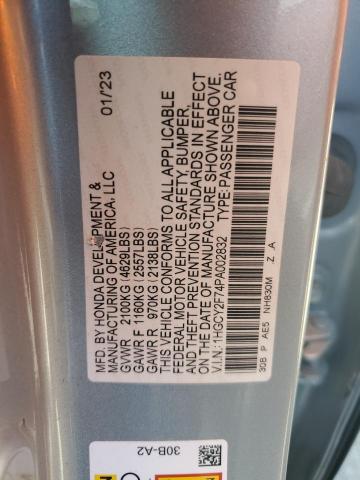 MFD. BY HONDA DEVELOPMENT & 01/23
MANUFACTURING OF AMERICA, LLC
GVWR 2100KG (4629LBS)
GAWR F 1160KG (2557LBS)
GAWR R 970KG (2138LBS)
THIS VEHICLE CONFORMS TO ALL APPLICABLE
FEDERAL MOTOR VEHICLE SAFETY, BUMPER,
AND THEFT PREVENTION STANDARDS IN EFFECT
ON THE DATE OF MANUFACTURE SHOWN ABOVE.
V.I.N.: 1HGCY2F74PA002832 TYPE: PASSENGER CAR
30B P AE5 NH830M Z A
30B-A2